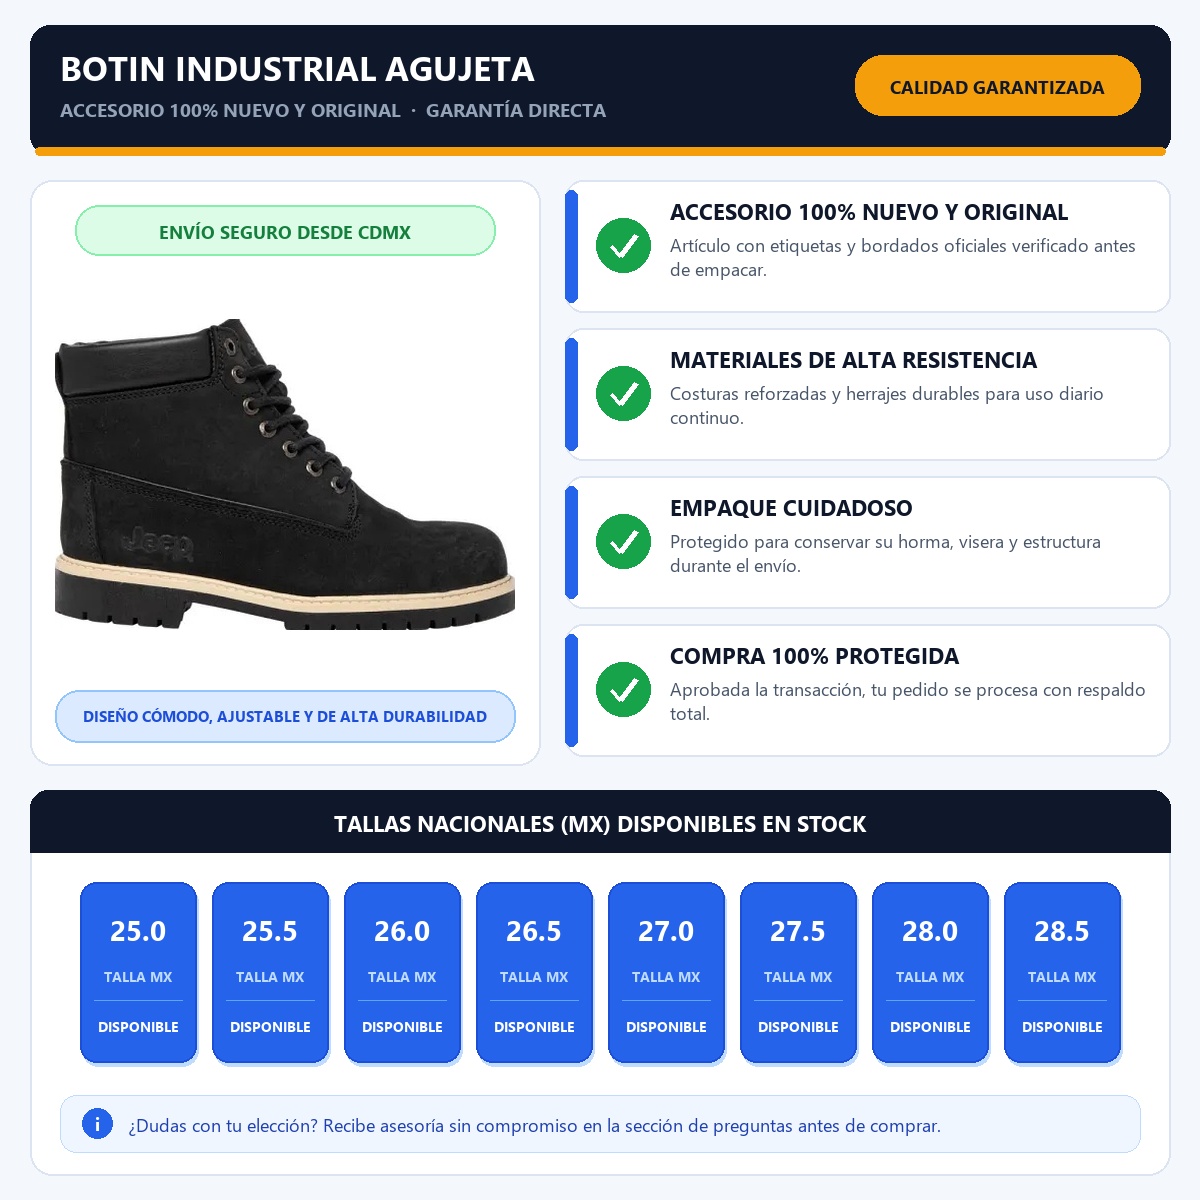 BOTIN INDUSTRIAL AGUJETA
ACCESORIO 100% NUEVO Y ORIGINAL · GARANTÍA DIRECTA
CALIDAD GARANTIZADA
ENVÍO SEGURO DESDE CDMX
Jeep
DISEÑO CÓMODO, AJUSTABLE Y DE ALTA DURABILIDAD
ACCESORIO 100% NUEVO Y ORIGINAL
Artículo con etiquetas y bordados oficiales verificado antes
de empacar.
MATERIALES DE ALTA RESISTENCIA
Costuras reforzadas y herrajes durables para uso diario
continuo.
EMPAQUE CUIDADOSO
Protegido para conservar su horma, visera y estructura
durante el envío.
COMPRA 100% PROTEGIDA
Aprobada la transacción, tu pedido se procesa con respaldo
total.
TALLAS NACIONALES (MX) DISPONIBLES EN STOCK
25.0 25.5 26.0 26.5 27.0 27.5 28.0 28.5
TALLA MX TALLA MX TALLA MX TALLA MX TALLA MX TALLA MX TALLA MX TALLA MX
DISPONIBLE DISPONIBLE DISPONIBLE DISPONIBLE DISPONIBLE DISPONIBLE DISPONIBLE DISPONIBLE
¿Dudas con tu elección? Recibe asesoría sin compromiso en la sección de preguntas antes de comprar.